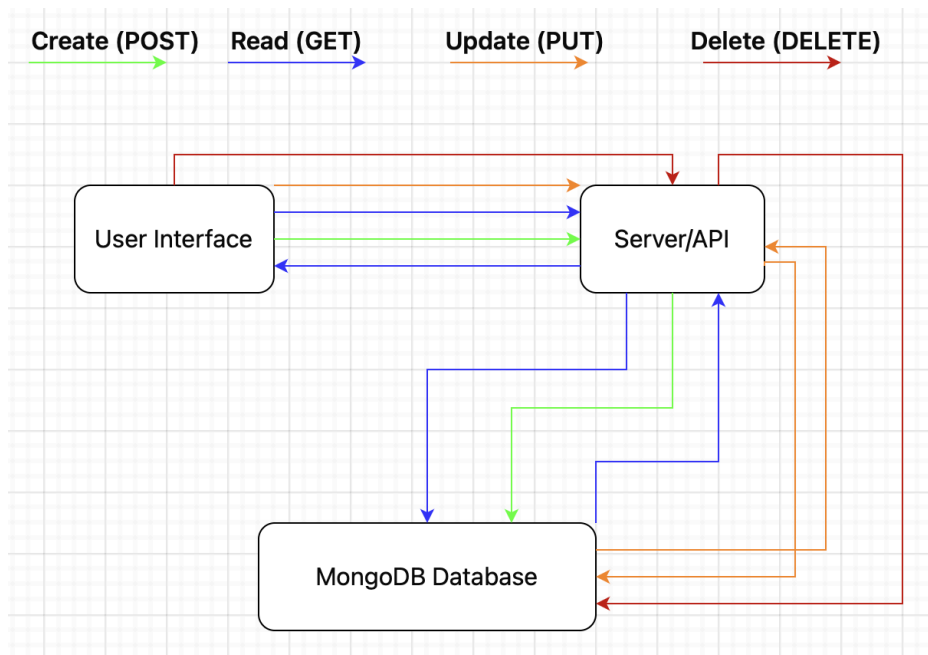 Create (POST) Read (GET) Update (PUT) Delete (DELETE)
User Interface Server/API
MongoDB Database